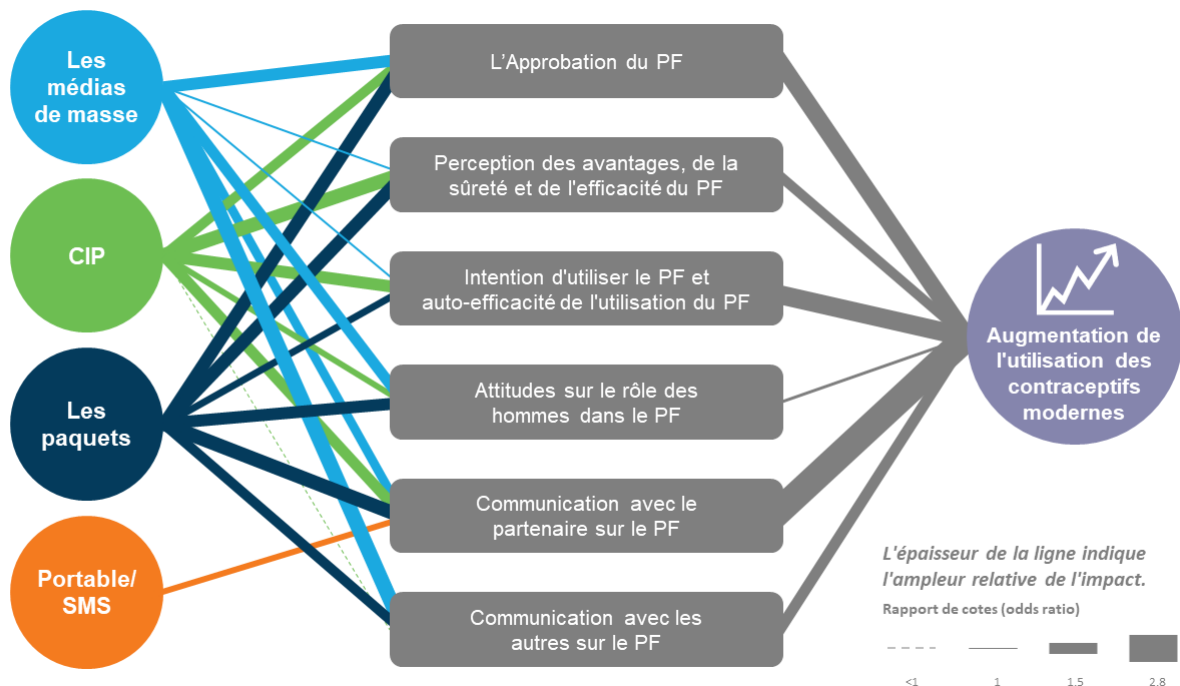 Les
médias
de masse
CIP
Les
paquets
Portable/
SMS
L'Approbation du PF
Perception des avantages, de la
sûreté et de l'efficacité du PF
Intention d'utiliser le PF et
auto-efficacité de l'utilisation du PF
Attitudes sur le rôle des
hommes dans le PF
Communication avec le
partenaire sur le PF
Communication avec les
autres sur le PF
Augmentation de
l'utilisation des
contraceptifs
modernes
L'épaisseur de la ligne indique
l'ampleur relative de l'impact.
Rapport de cotes (odds ratio)
<1 1 1.5 2.8